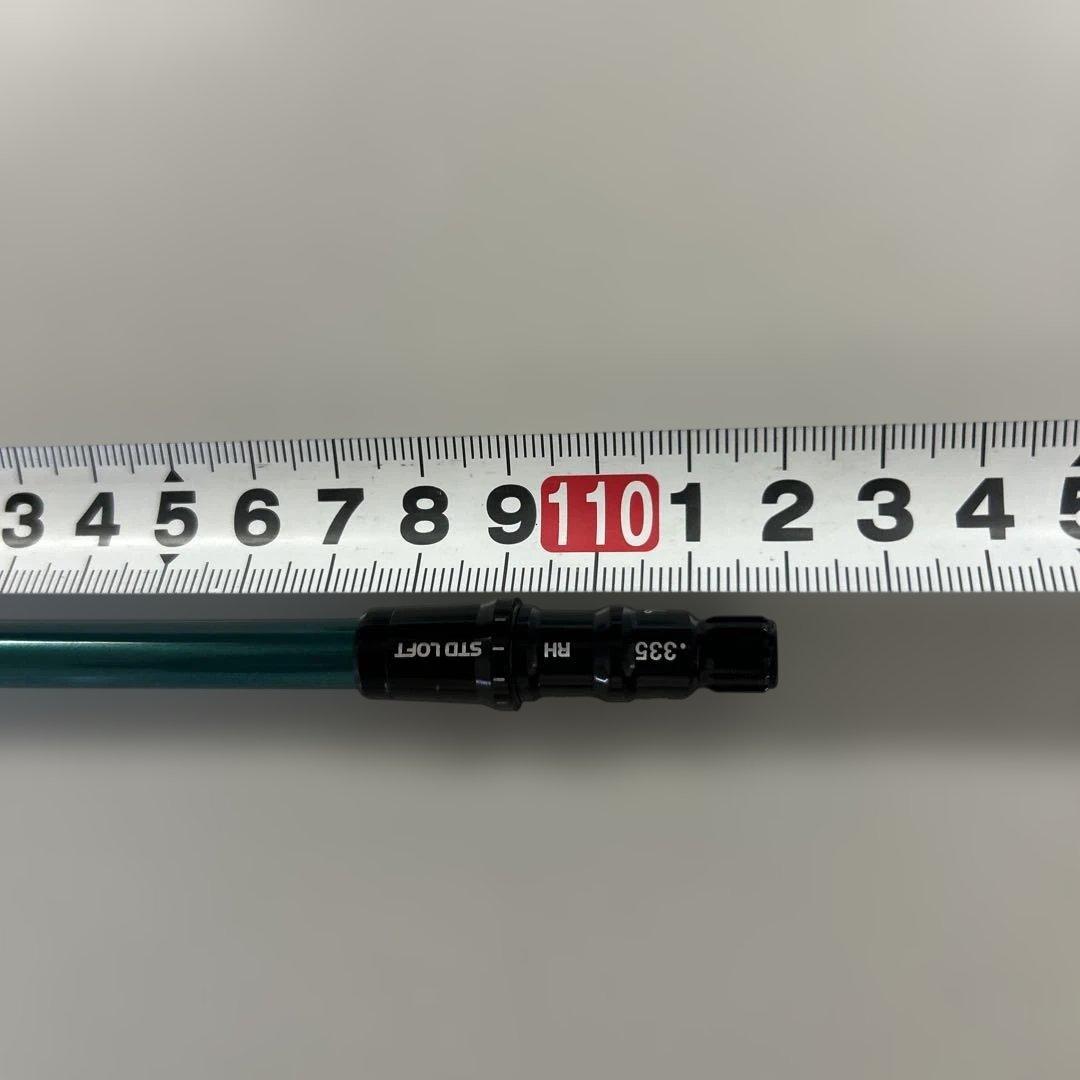 3 4 5 6 7 8 9 110 1 2 3 4 5
STD LOFT – RH .335